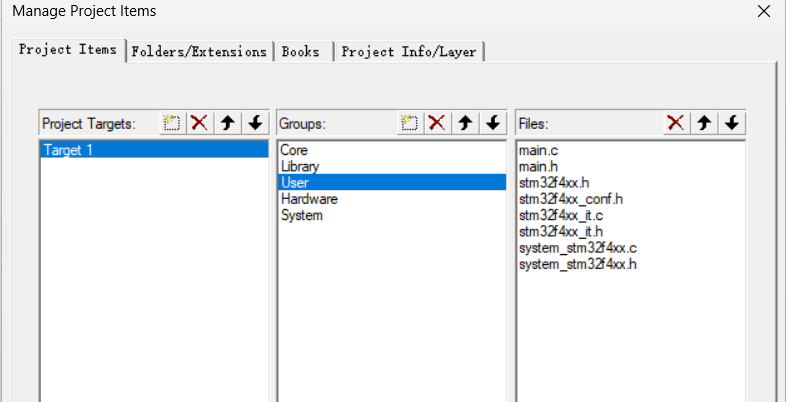 Manage Project Items
Project Items Folders/Extensions Books Project Info/Layer
Project Targets: Groups: Files:
Target 1
Core
Library
User
Hardware
System
main.c
main.h
stm32f4xx.h
stm32f4xx_conf.h
stm32f4xx_it.c
stm32f4xx_it.h
system_stm32f4xx.c
system_stm32f4xx.h